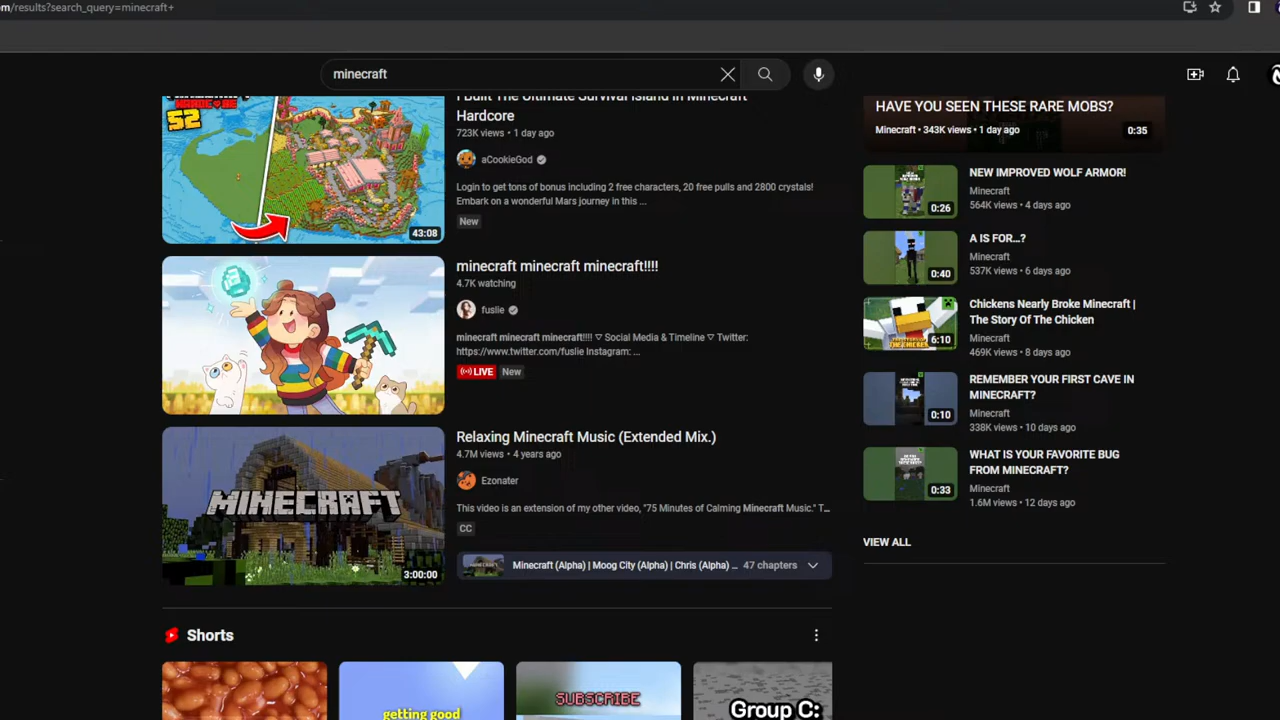 om/results?search_query=minecraft+
minecraft
HARDCORE
52
43:08
I Built The Ultimate Survival Island in Minecraft
Hardcore
723K views • 1 day ago
aCookieGod
Login to get tons of bonus including 2 free characters, 20 free pulls and 2800 crystals!
Embark on a wonderful Mars journey in this ...
New
minecraft minecraft minecraft!!!!
4.7K watching
fuslie
minecraft minecraft minecraft!!!! ▽ Social Media & Timeline ▽ Twitter:
https://www.twitter.com/fuslie Instagram: ...
LIVE New
MINECRAFT
3:00:00
Relaxing Minecraft Music (Extended Mix.)
4.7M views • 4 years ago
Ezonater
This video is an extension of my other video, "75 Minutes of Calming Minecraft Music." T...
CC
Minecraft (Alpha) | Moog City (Alpha) | Chris (Alpha) ... 47 chapters
Shorts
getting good
SUBSCRIBE
Group C:
HAVE YOU SEEN THESE RARE MOBS?
Minecraft • 343K views • 1 day ago
0:35
0:26
NEW IMPROVED WOLF ARMOR!
Minecraft
564K views • 4 days ago
0:40
A IS FOR...?
Minecraft
537K views • 6 days ago
6:10
Chickens Nearly Broke Minecraft |
The Story Of The Chicken
Minecraft
469K views • 8 days ago
0:10
REMEMBER YOUR FIRST CAVE IN
MINECRAFT?
Minecraft
338K views • 10 days ago
0:33
WHAT IS YOUR FAVORITE BUG
FROM MINECRAFT?
Minecraft
1.6M views • 12 days ago
VIEW ALL